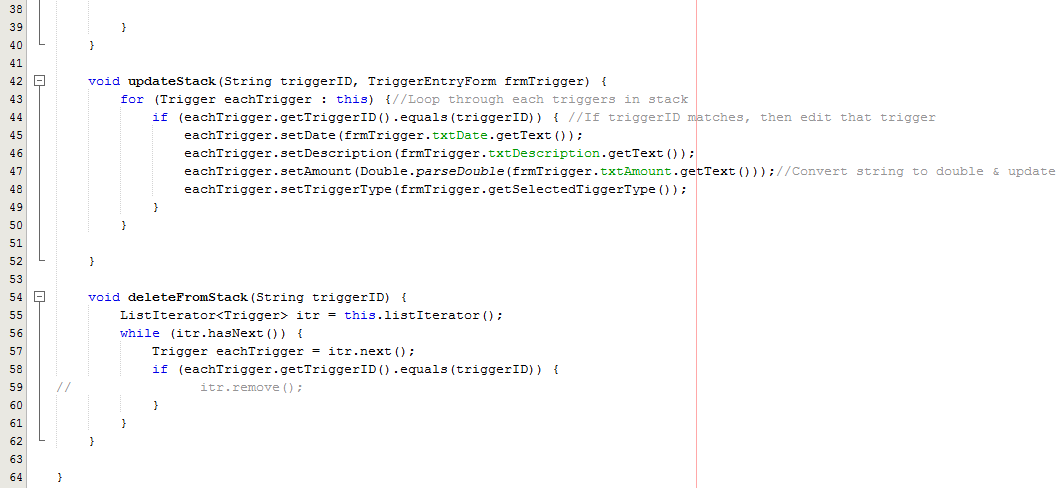 38
39             }
40         }
41
42         void updateStack(String triggerID, TriggerEntryForm frmTrigger) {
43             for (Trigger eachTrigger : this) {//Loop through each triggers in stack
44                 if (eachTrigger.getTriggerID().equals(triggerID)) { //If triggerID matches, then edit that trigger
45                     eachTrigger.setDate(frmTrigger.txtDate.getText());
46                     eachTrigger.setDescription(frmTrigger.txtDescription.getText());
47                     eachTrigger.setAmount(Double.parseDouble(frmTrigger.txtAmount.getText()));//Convert string to double & update
48                     eachTrigger.setTriggerType(frmTrigger.getSelectedTiggerType());
49                 }
50             }
51
52         }
53
54         void deleteFromStack(String triggerID) {
55             ListIterator<Trigger> itr = this.listIterator();
56             while (itr.hasNext()) {
57                 Trigger eachTrigger = itr.next();
58                 if (eachTrigger.getTriggerID().equals(triggerID)) {
59     //                itr.remove();
60                 }
61             }
62         }
63
64     }